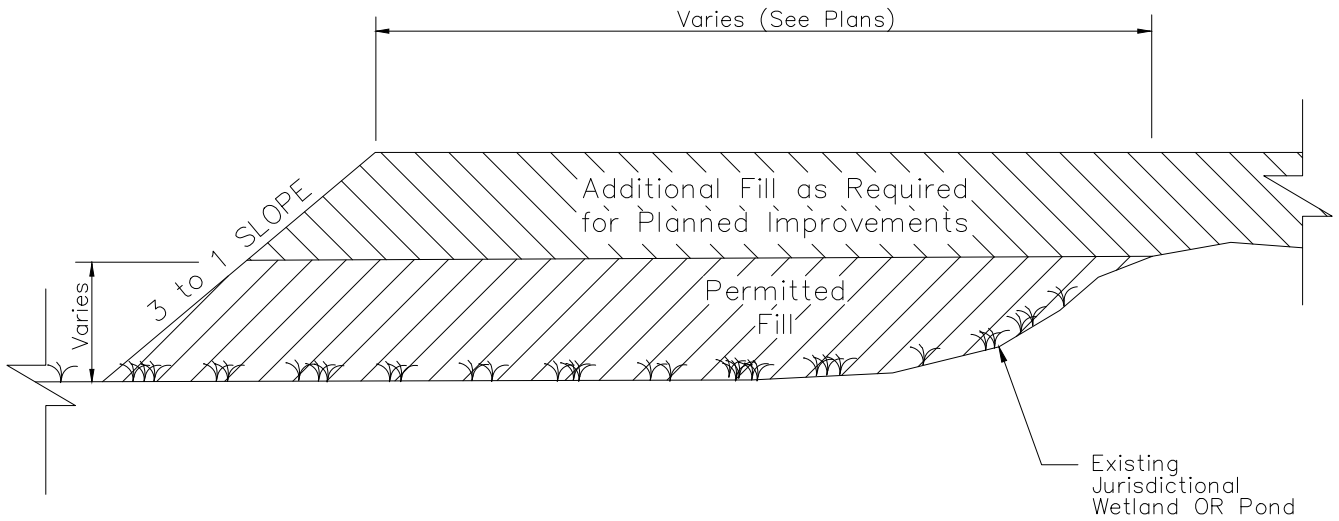 Varies (See Plans)
3 to 1 SLOPE
Additional Fill as Required
for Planned Improvements
Varies
Permitted
Fill
Existing
Jurisdictional
Wetland OR Pond